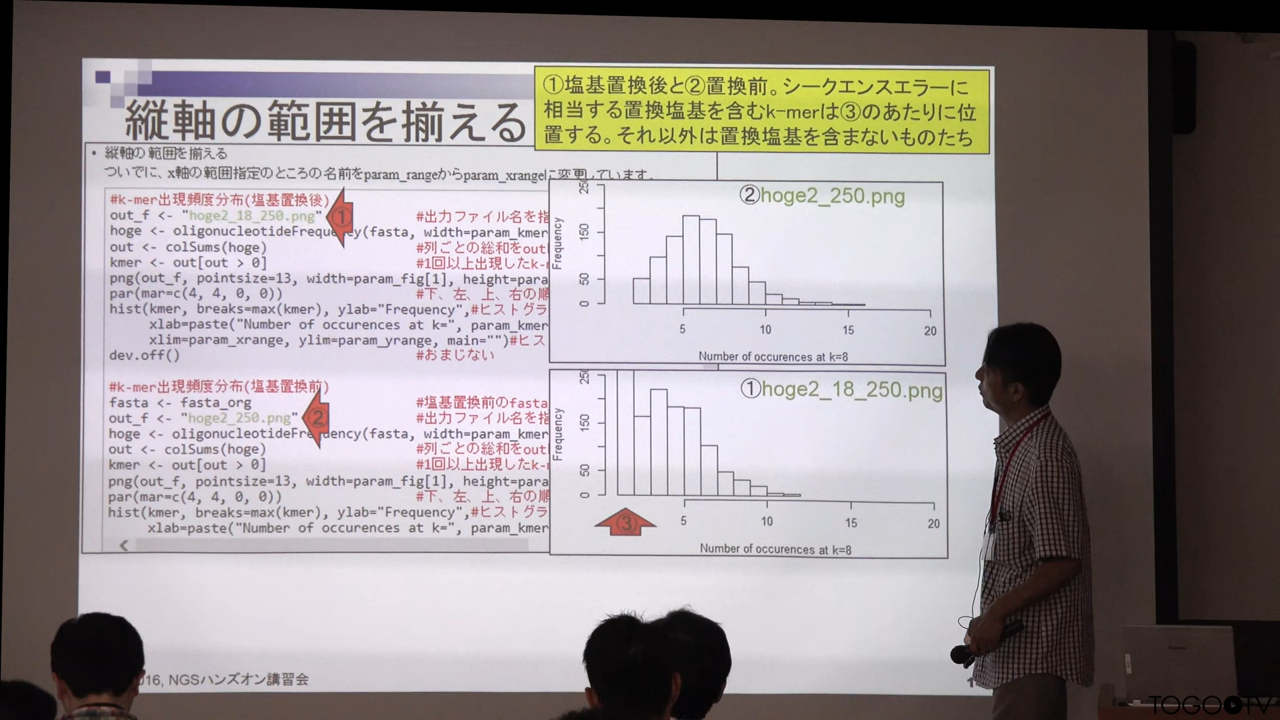 縦軸の範囲を揃える
①塩基置換後と②置換前。シークエンスエラーに
相当する置換塩基を含むk-merは③のあたりに位
置する。それ以外は置換塩基を含まないものたち
• 縦軸の範囲を揃える
ついでに、x軸の範囲指定のところの名前をparam_rangeからparam_xrangeに変更しています。
#k-mer出現頻度分布(塩基置換後)
out_f <- "hoge2_18_250.png" #出力ファイル名を指
①
hoge <- oligonucleotideFrequency(fasta, width=param_kmer
out <- colSums(hoge) #列ごとの総和をout
kmer <- out[out > 0] #1回以上出現したk-
png(out_f, pointsize=13, width=param_fig[1], height=para
par(mar=c(4, 4, 0, 0)) #下、左、上、右の順
hist(kmer, breaks=max(kmer), ylab="Frequency",#ヒストグラ
xlab=paste("Number of occurences at k=", param_kmer
xlim=param_xrange, ylim=param_yrange, main="")#ヒス
dev.off() #おまじない
#k-mer出現頻度分布(塩基置換前)
fasta <- fasta_org #塩基置換前のfasta
out_f <- "hoge2_250.png" #出力ファイル名を指
②
hoge <- oligonucleotideFrequency(fasta, width=param_kmer
out <- colSums(hoge) #列ごとの総和をout
kmer <- out[out > 0] #1回以上出現したk-
png(out_f, pointsize=13, width=param_fig[1], height=para
par(mar=c(4, 4, 0, 0)) #下、左、上、右の順
hist(kmer, breaks=max(kmer), ylab="Frequency",#ヒストグラ
xlab=paste("Number of occurences at k=", param_kmer
②hoge2_250.png
Frequency
0 50 150 25
5 10 15 20
Number of occurences at k=8
①hoge2_18_250.png
Frequency
0 50 150 25
③
5 10 15 20
Number of occurences at k=8
16, NGSハンズオン講習会
1
TOGO TV